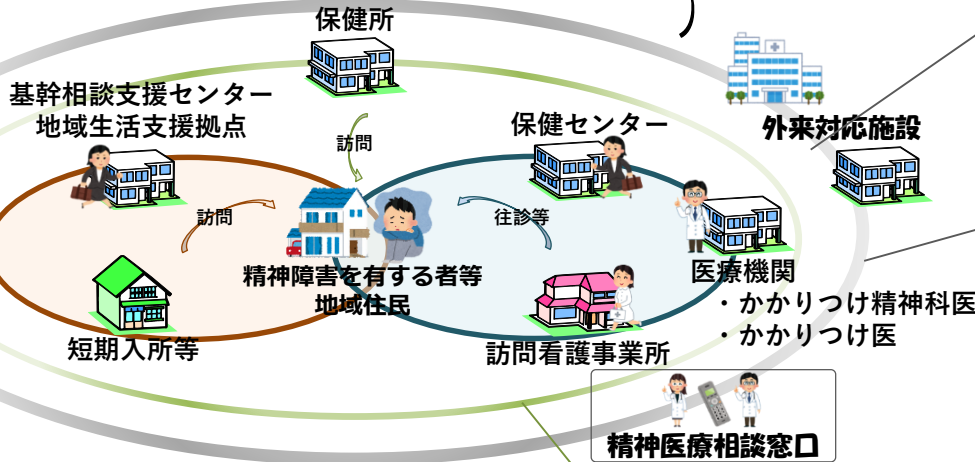 保健所
基幹相談支援センター
地域生活支援拠点
訪問
保健センター
外来対応施設
訪問
往診等
精神障害を有する者等
地域住民
医療機関
・かかりつけ精神科医
・かかりつけ医
短期入所等
訪問看護事業所
精神医療相談窓口